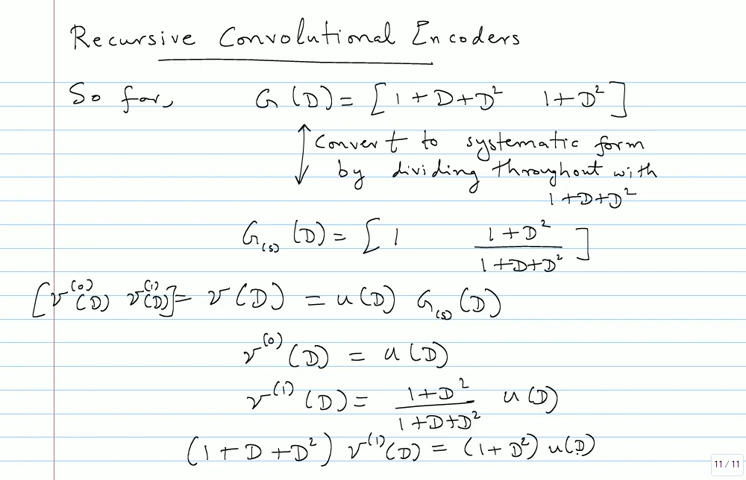 Recursive Convolutional Encoders
So far, G(D) = [1+D+D² 1+D²]
Convert to systematic form
by dividing throughout with
1+D+D²
G₍ₛ₎(D) = [1 (1+D²)/(1+D+D²)]
[v⁽⁰⁾(D) v⁽¹⁾(D)] = v(D) = u(D) G₍ₛ₎(D)
v⁽⁰⁾(D) = u(D)
v⁽¹⁾(D) = (1+D²)/(1+D+D²) u(D)
(1+D+D²) v⁽¹⁾(D) = (1+D²) u(D)
11 / 11